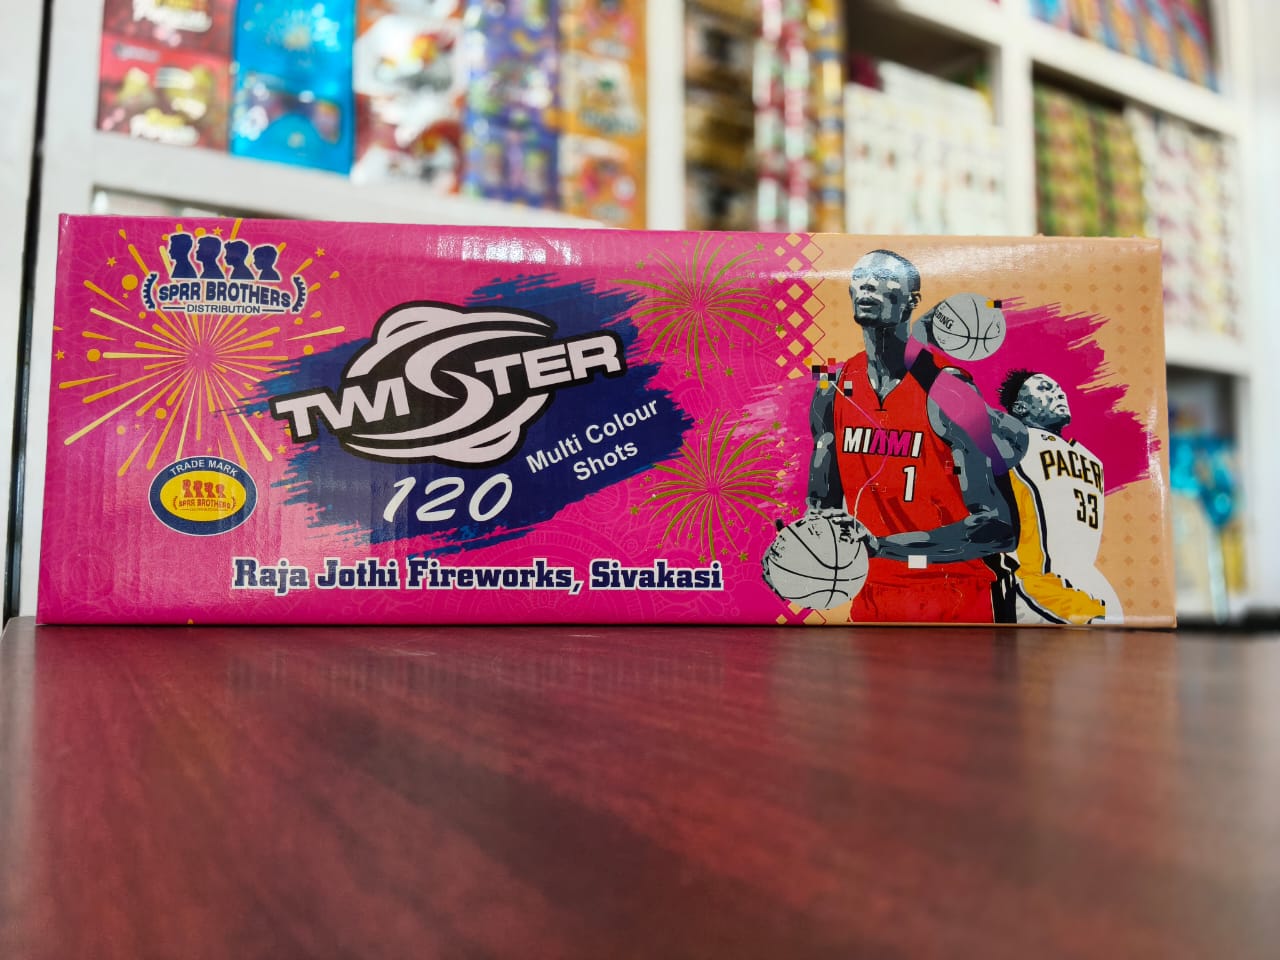 SPRR BROTHERS
DISTRIBUTION
TWISTER
120
Multi Colour
Shots
TRADE MARK
SPRR BROTHERS
Raja Jothi Fireworks, Sivakasi
MIAMI
1
PACER
33